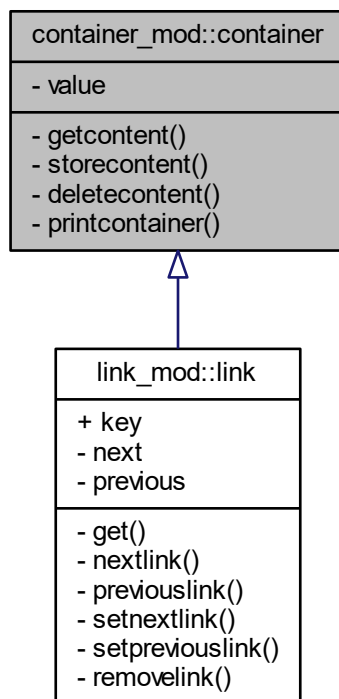 container_mod::container
- value
- getcontent()
- storecontent()
- deletecontent()
- printcontainer()
link_mod::link
+ key
- next
- previous
- get()
- nextlink()
- previouslink()
- setnextlink()
- setpreviouslink()
- removelink()